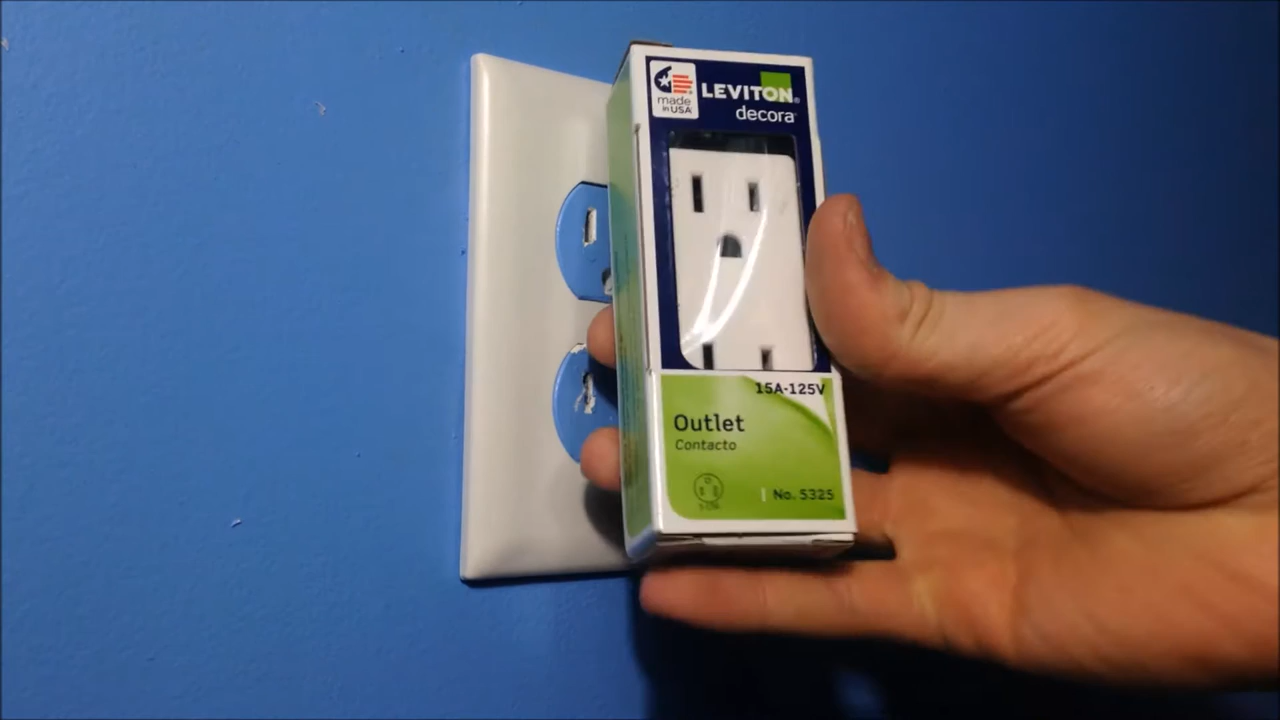 made
in USA
LEVITON®
decora®
15A-125V
Outlet
Contacto
No. 5325